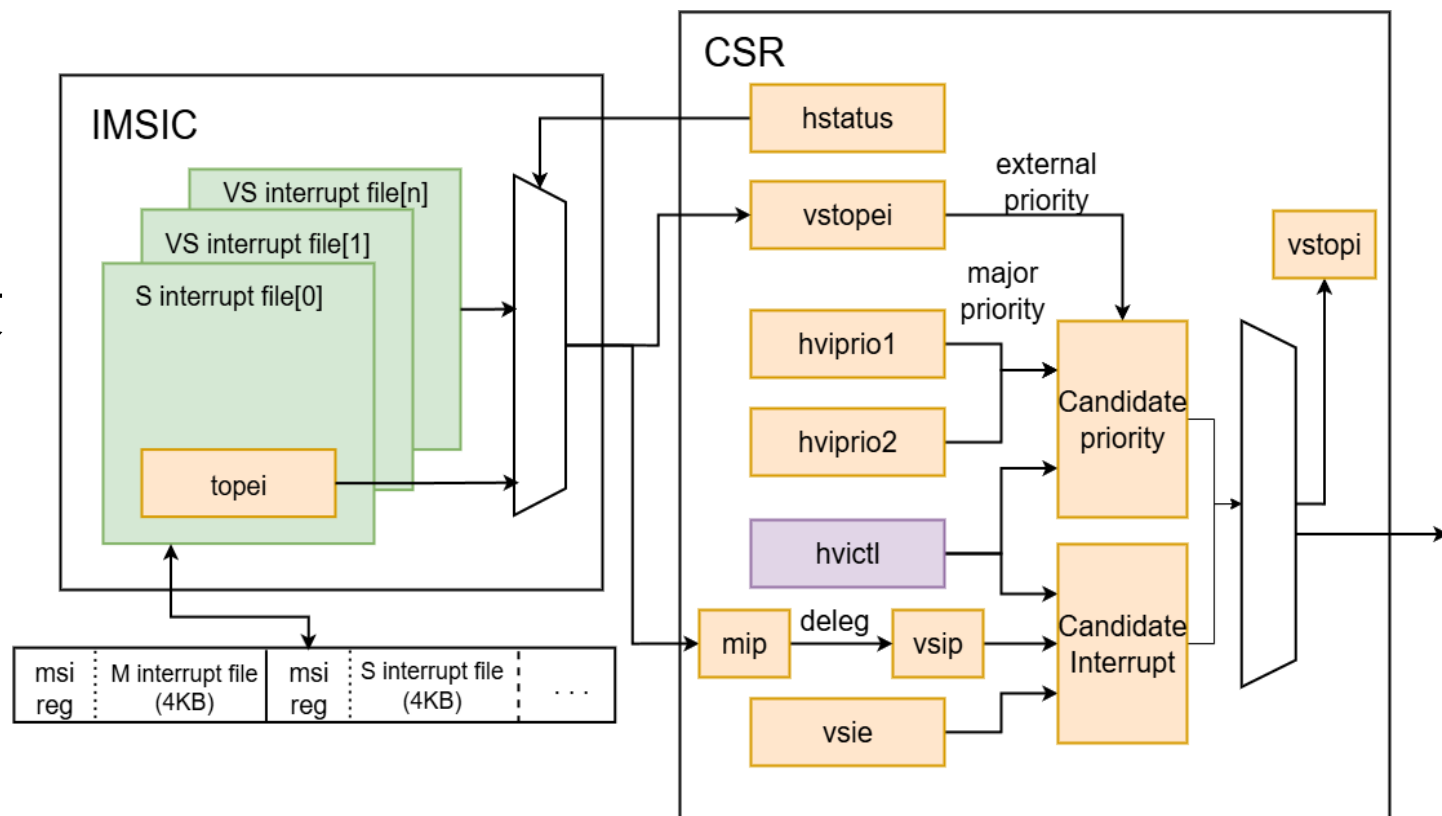 CSR
IMSIC
hstatus
VS interrupt file[n]
VS interrupt file[1]
S interrupt file[0]
topei
external
priority
vstopei
vstopi
major
priority
hviprio1
hviprio2
Candidate
priority
hvictl
mip
deleg
vsip
Candidate
Interrupt
vsie
msi
reg
M interrupt file
(4KB)
msi
reg
S interrupt file
(4KB)
. . .